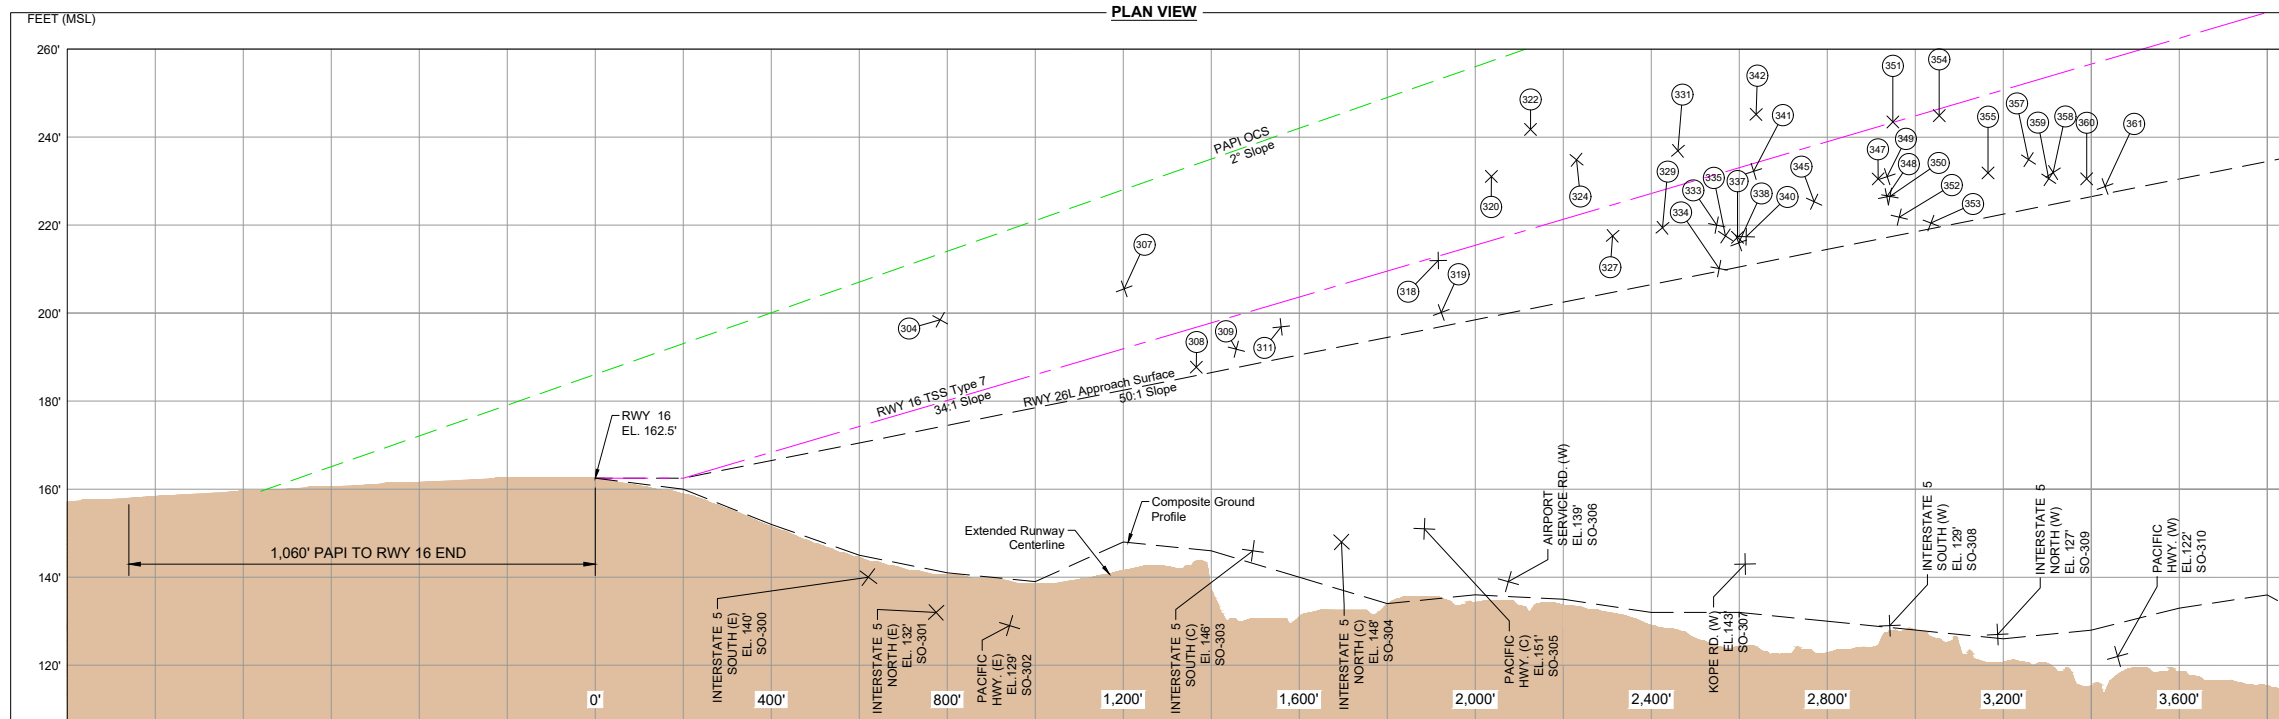 FEET (MSL)
PLAN VIEW
260'
240'
220'
200'
180'
160'
140'
120'
PAPI OCS
2° Slope
RWY 16 TSS Type 7
34:1 Slope
RWY 26L Approach Surface
50:1 Slope
RWY 16
EL. 162.5'
1,060' PAPI TO RWY 16 END
Extended Runway
Centerline
Composite Ground
Profile
304
307
308
309
311
318
319
320
322
324
327
329
331
333
334
335
337
338
340
341
342
345
347
348
349
350
351
352
353
354
355
357
358
359
360
361
INTERSTATE 5
SOUTH (E)
EL. 140'
SO-300
INTERSTATE 5
NORTH (E)
EL. 132'
SO-301
PACIFIC
HWY. (E)
EL.129'
SO-302
INTERSTATE 5
SOUTH (C)
El. 146'
SO-303
INTERSTATE 5
NORTH (C)
EL. 148'
SO-304
PACIFIC
HWY. (C)
EL.151'
SO-305
AIRPORT
SERVICE RD. (W)
EL.139'
SO-306
KOPE RD. (W)
EL.143'
SO-307
INTERSTATE 5
SOUTH (W)
EL. 129'
SO-308
INTERSTATE 5
NORTH (W)
EL. 127'
SO-309
PACIFIC
HWY. (W)
EL.122'
SO-310
0'
400'
800'
1,200'
1,600'
2,000'
2,400'
2,800'
3,200'
3,600'